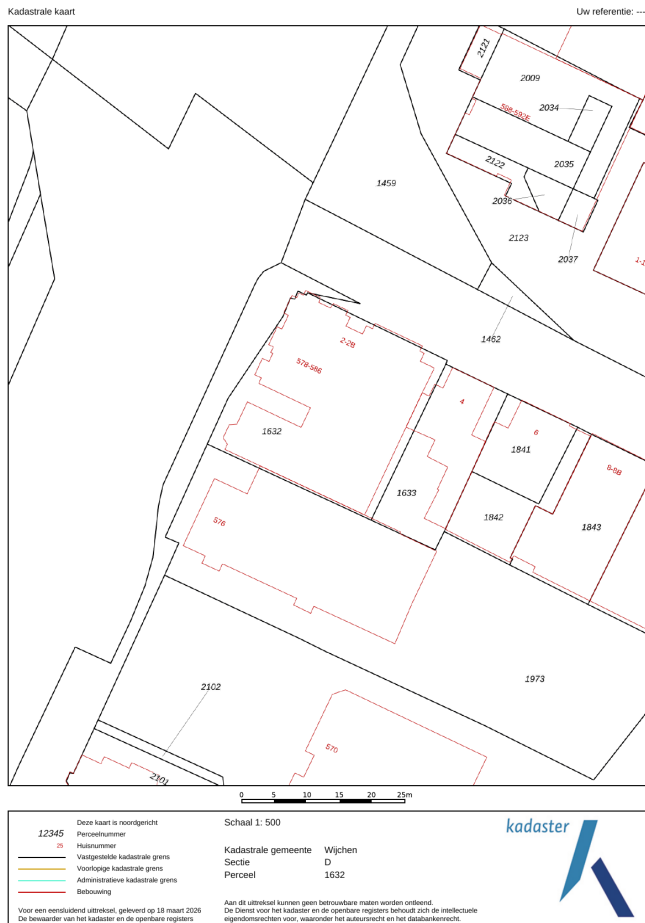 Kadastrale kaart
Uw referentie: ---
2121
2009
2034
598-592E
2122
2035
1459
2036
2123
2037
1-1
1462
2-2B
578-586
4
6
1632
1841
8-8B
1633
1842
1843
576
2102
1973
570
2101
0 5 10 15 20 25m
Deze kaart is noordgericht
12345 Perceelnummer
25 Huisnummer
Vastgestelde kadastrale grens
Voorlopige kadastrale grens
Administratieve kadastrale grens
Bebouwing
Voor een eensluidend uittreksel, geleverd op 18 maart 2026
De bewaarder van het kadaster en de openbare registers
Schaal 1: 500
Kadastrale gemeente Wijchen
Sectie D
Perceel 1632
Aan dit uittreksel kunnen geen betrouwbare maten worden ontleend.
De Dienst voor het kadaster en de openbare registers behoudt zich de intellectuele
eigendomsrechten voor, waaronder het auteursrecht en het databankenrecht.
kadaster